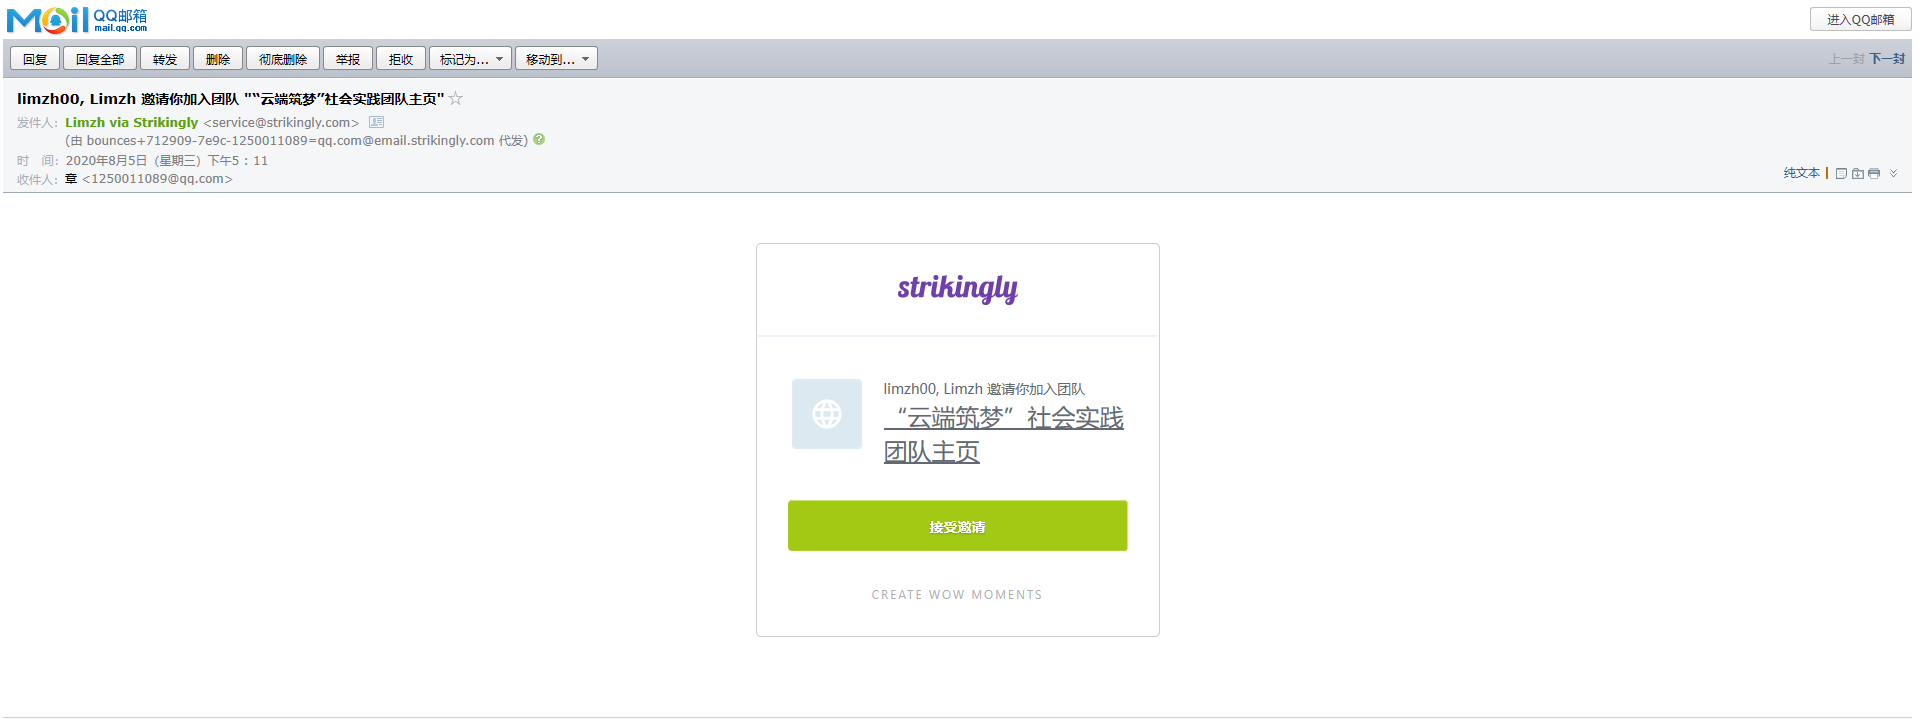 Mail QQ邮箱 mail.qq.com 进入QQ邮箱
回复 回复全部 转发 删除 彻底删除 举报 拒收 标记为... 移动到... 上一封 下一封
limzh00, Limzh 邀请你加入团队 "“云端筑梦”社会实践团队主页"
发件人: Limzh via Strikingly <service@strikingly.com>
(由 bounces+712909-7e9c-1250011089=qq.com@email.strikingly.com 代发)
时 间: 2020年8月5日 (星期三) 下午5 : 11
收件人: 章 <1250011089@qq.com>
纯文本 |
strikingly
limzh00, Limzh 邀请你加入团队
“云端筑梦”社会实践
团队主页
接受邀请
CREATE WOW MOMENTS